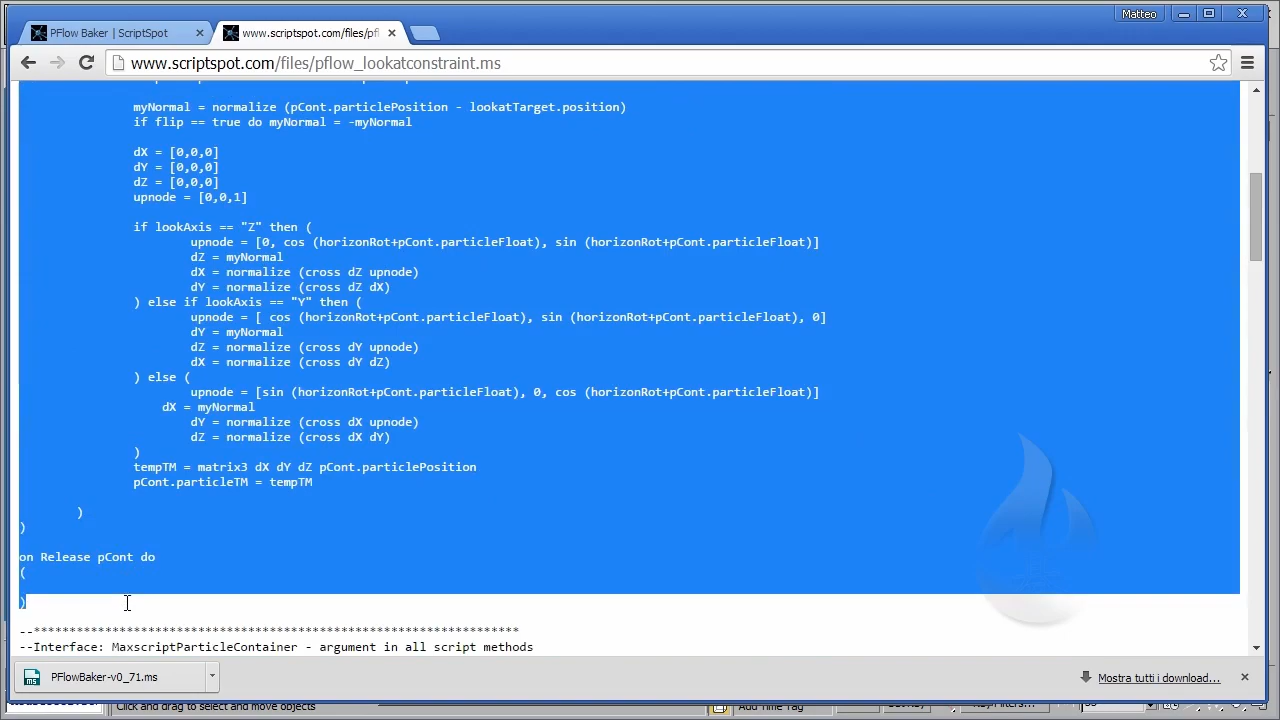 Matteo
PFlow Baker | ScriptSpot
www.scriptspot.com/files/pfl
www.scriptspot.com/files/pflow_lookatconstraint.ms
myNormal = normalize (pCont.particlePosition - lookatTarget.position)
if flip == true do myNormal = -myNormal
dX = [0,0,0]
dY = [0,0,0]
dZ = [0,0,0]
upnode = [0,0,1]
if lookAxis == "Z" then (
upnode = [0, cos (horizonRot+pCont.particleFloat), sin (horizonRot+pCont.particleFloat)]
dZ = myNormal
dX = normalize (cross dZ upnode)
dY = normalize (cross dZ dX)
) else if lookAxis == "Y" then (
upnode = [ cos (horizonRot+pCont.particleFloat), sin (horizonRot+pCont.particleFloat), 0]
dY = myNormal
dZ = normalize (cross dY upnode)
dX = normalize (cross dY dZ)
) else (
upnode = [sin (horizonRot+pCont.particleFloat), 0, cos (horizonRot+pCont.particleFloat)]
dX = myNormal
dY = normalize (cross dX upnode)
dZ = normalize (cross dX dY)
)
tempTM = matrix3 dX dY dZ pCont.particlePosition
pCont.particleTM = tempTM
)
)
on Release pCont do
(
)
--********************************************************************
--Interface: MaxscriptParticleContainer - argument in all script methods
PFlowBaker-v0_71.ms
Mostra tutti i download...
Click and drag to select and move objects
Add Time Tag